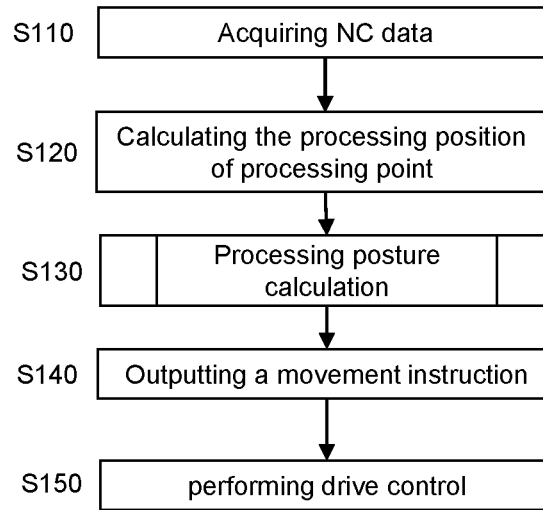 S110
Acquiring NC data
S120
Calculating the processing position
of processing point
S130
Processing posture
calculation
S140
Outputting a movement instruction
S150
performing drive control